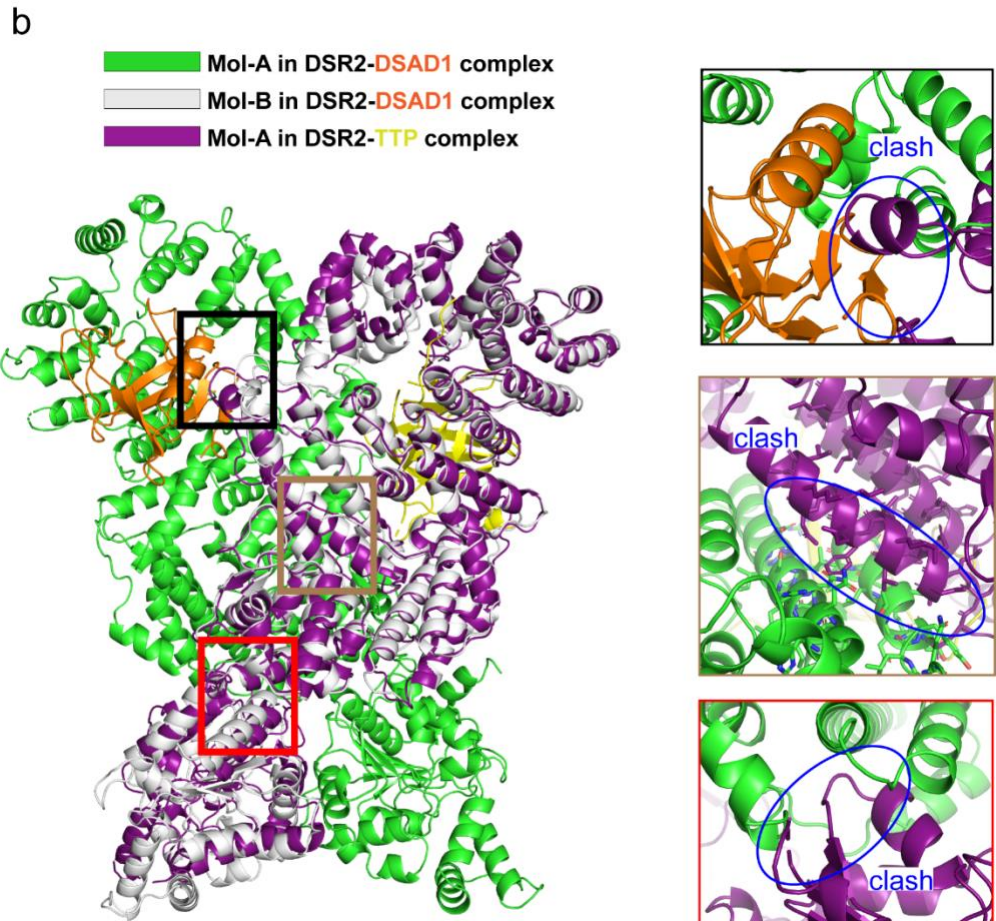 b
Mol-A in DSR2-DSAD1 complex
Mol-B in DSR2-DSAD1 complex
Mol-A in DSR2-TTP complex
clash
clash
clash